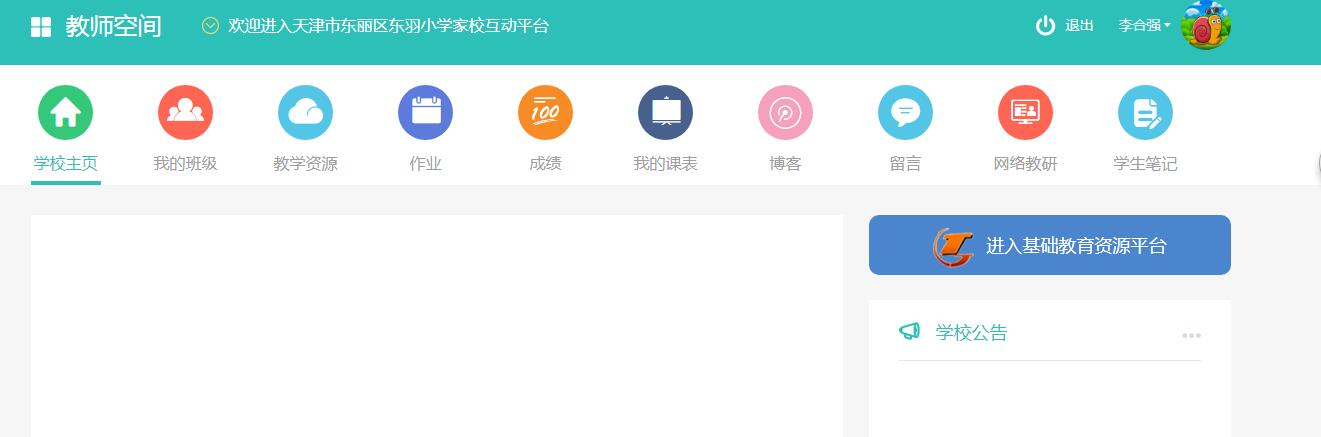 教师空间
欢迎进入天津市东丽区东羽小学家校互动平台
退出
李合强
100
学校主页
我的班级
教学资源
作业
成绩
我的课表
博客
留言
网络教研
学生笔记
进入基础教育资源平台
学校公告